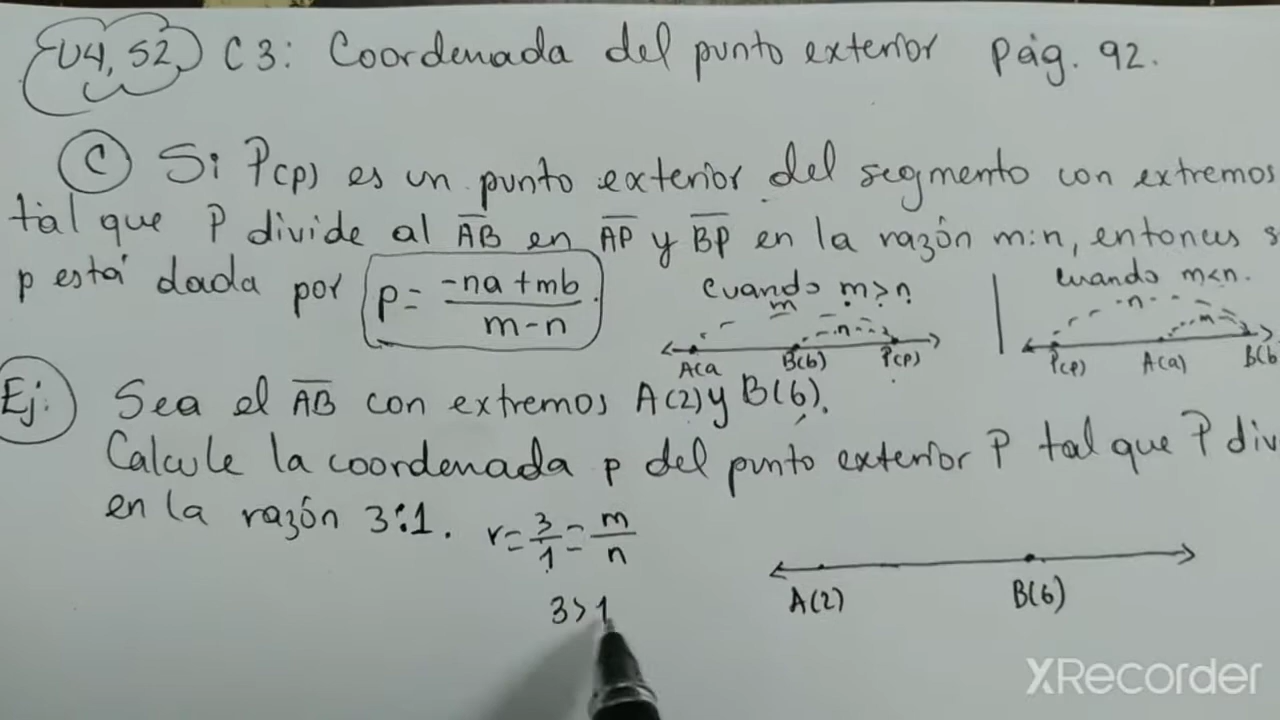 U4, S2, C3: Coordenada del punto exterior Pág. 92.
C Si P(p) es un punto exterior del segmento con extremos
tal que P divide al AB en AP y BP en la razón m:n, entonces s
p está dada por p = -na+mb / m-n . cuando m>n cuando m<n.
m n n m
A(a B(b) P(p) P(p) A(a) B(b
Ej: Sea el AB con extremos A(2) y B(6).
Calcule la coordenada p del punto exterior P tal que P div
en la razón 3:1. r = 3/1 = m/n
3>1
A(2) B(6)
XRecorder